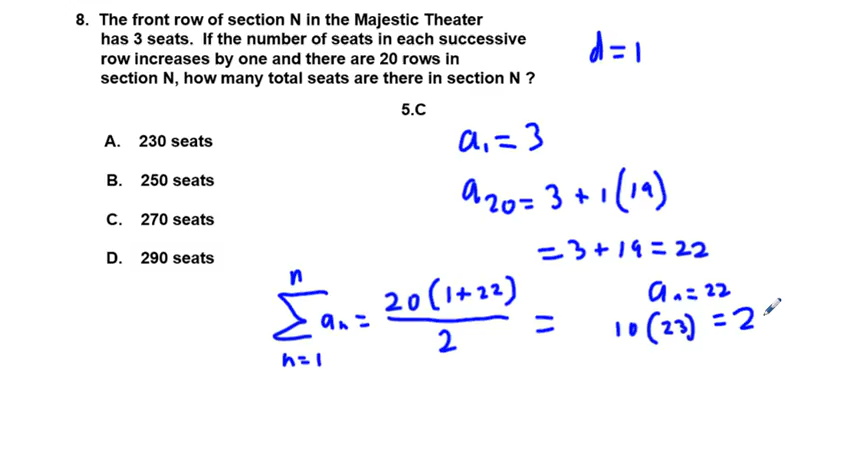 8. The front row of section N in the Majestic Theater
has 3 seats. If the number of seats in each successive
row increases by one and there are 20 rows in
section N, how many total seats are there in section N ?
d = 1
5.C
A. 230 seats
B. 250 seats
C. 270 seats
D. 290 seats
a₁ = 3
a₂₀ = 3 + 1(19)
= 3 + 19 = 22
aₙ = 22
n
∑ aₙ = 20(1+22)/2 =
n=1
10(23) = 2